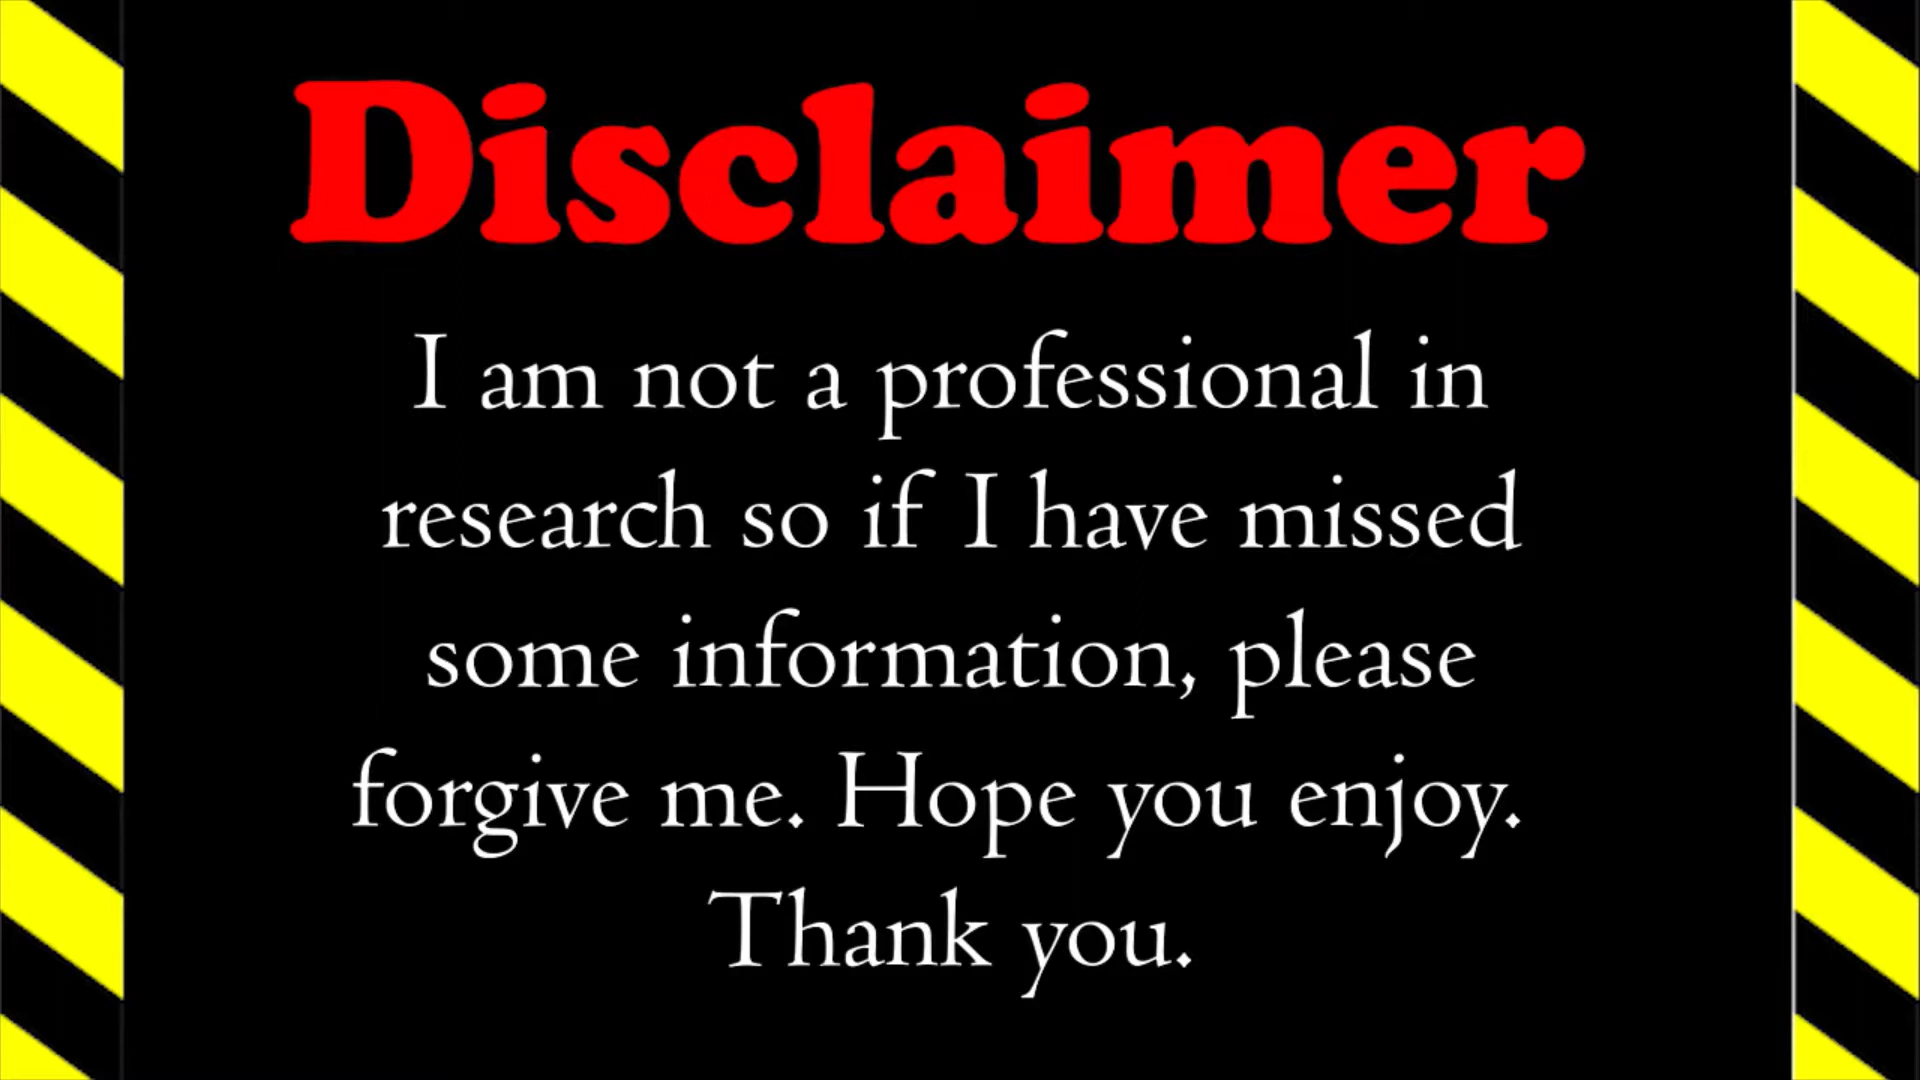 Disclaimer
I am not a professional in
research so if I have missed
some information, please
forgive me. Hope you enjoy.
Thank you.